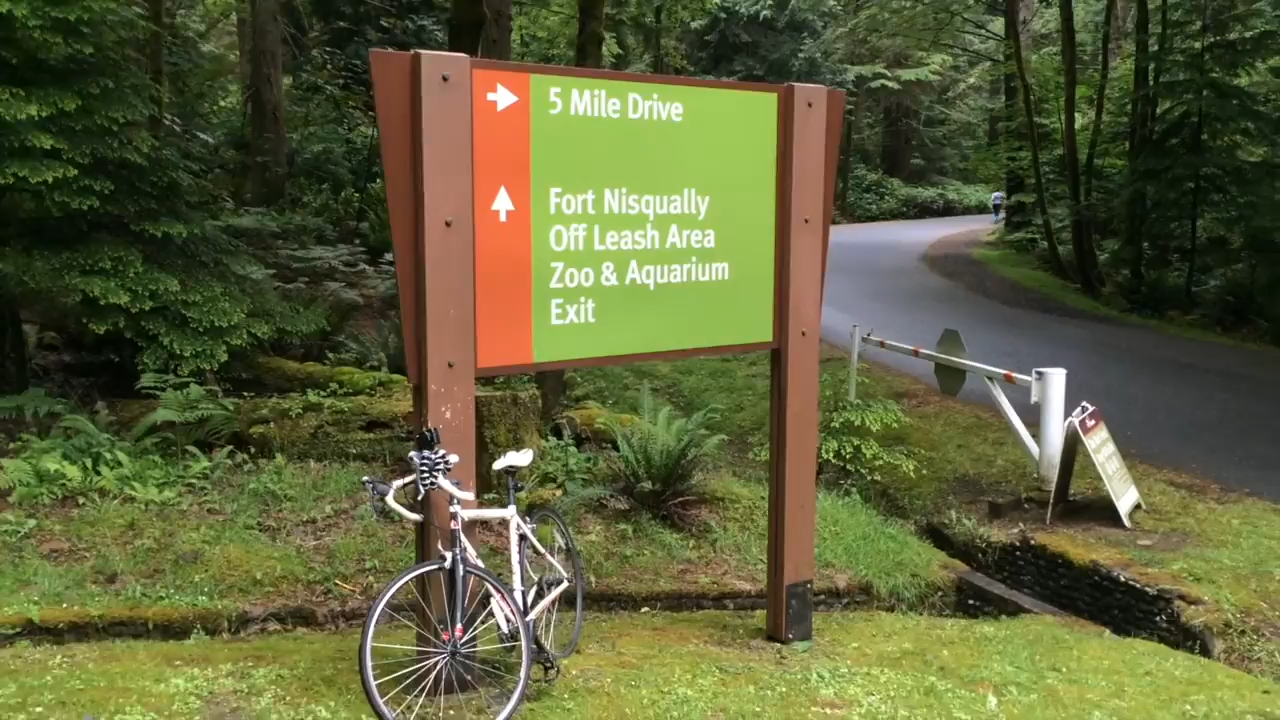 5 Mile Drive
Fort Nisqually
Off Leash Area
Zoo & Aquarium
Exit